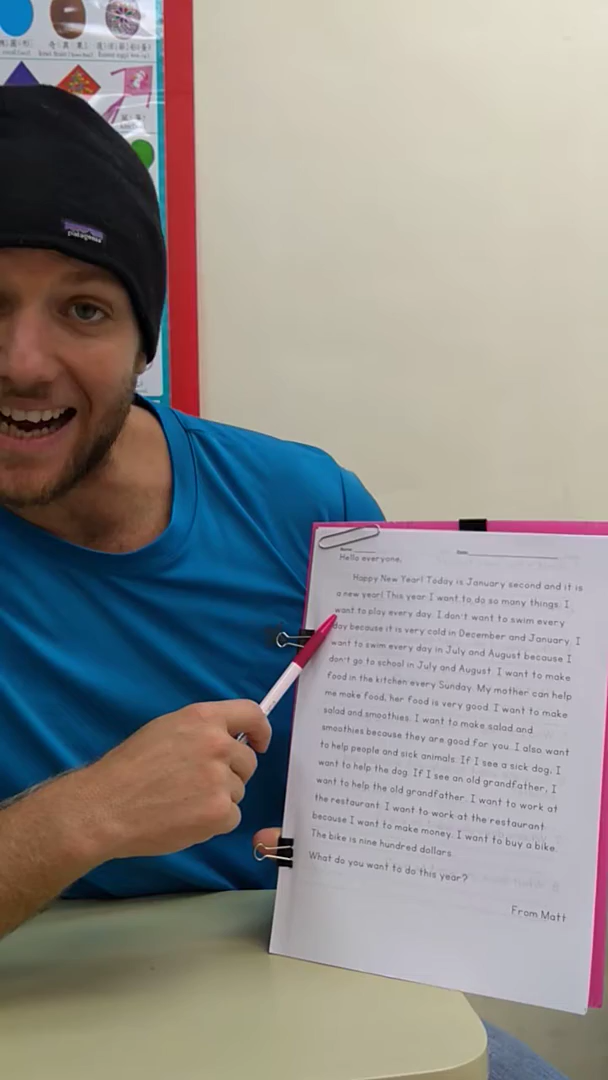 patagonia
Name: Date:
Hello everyone,
Happy New Year! Today is January second and it is
a new year! This year I want to do so many things. I
want to play every day. I don't want to swim every
day because it is very cold in December and January. I
want to swim every day in July and August because I
don't go to school in July and August. I want to make
food in the kitchen every Sunday. My mother can help
me make food, her food is very good. I want to make
salad and smoothies. I want to make salad and
smoothies because they are good for you. I also want
to help people and sick animals. If I see a sick dog, I
want to help the dog. If I see an old grandfather, I
want to help the old grandfather. I want to work at
the restaurant. I want to work at the restaurant
because I want to make money. I want to buy a bike.
The bike is nine hundred dollars.
What do you want to do this year?
From Matt